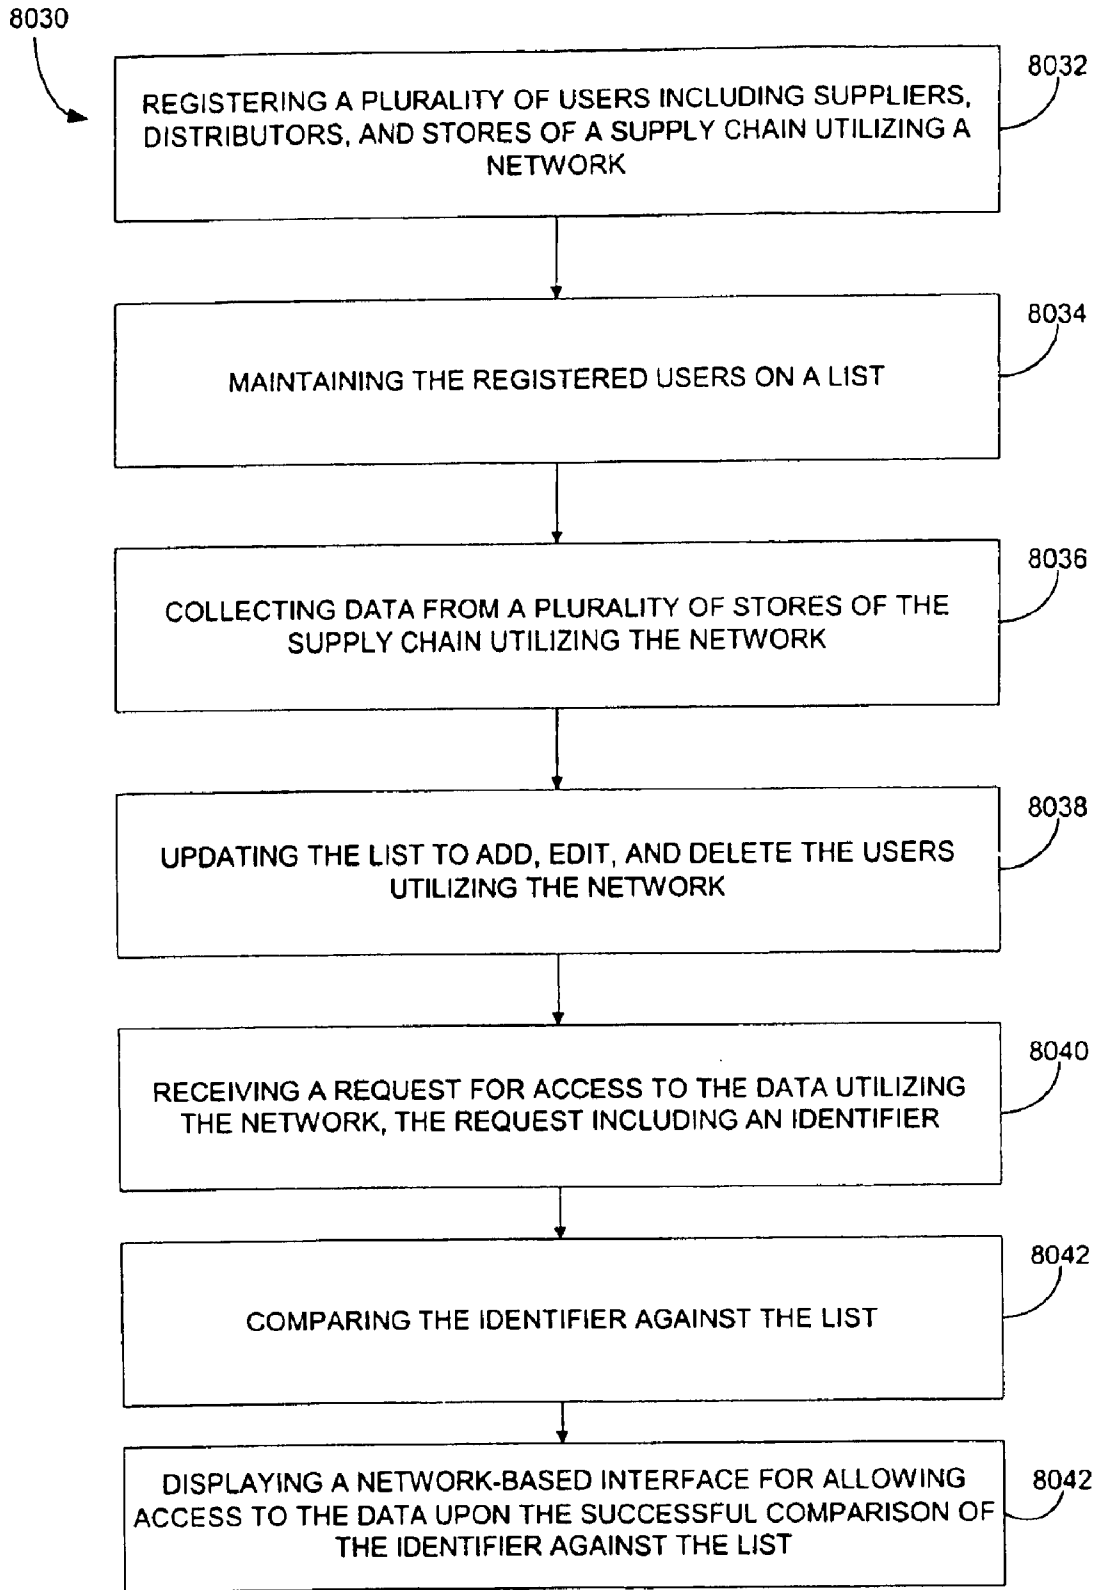 8030
8032
REGISTERING A PLURALITY OF USERS INCLUDING SUPPLIERS,
DISTRIBUTORS, AND STORES OF A SUPPLY CHAIN UTILIZING A
NETWORK
8034
MAINTAINING THE REGISTERED USERS ON A LIST
8036
COLLECTING DATA FROM A PLURALITY OF STORES OF THE
SUPPLY CHAIN UTILIZING THE NETWORK
8038
UPDATING THE LIST TO ADD, EDIT, AND DELETE THE USERS
UTILIZING THE NETWORK
8040
RECEIVING A REQUEST FOR ACCESS TO THE DATA UTILIZING
THE NETWORK, THE REQUEST INCLUDING AN IDENTIFIER
8042
COMPARING THE IDENTIFIER AGAINST THE LIST
8042
DISPLAYING A NETWORK-BASED INTERFACE FOR ALLOWING
ACCESS TO THE DATA UPON THE SUCCESSFUL COMPARISON OF
THE IDENTIFIER AGAINST THE LIST